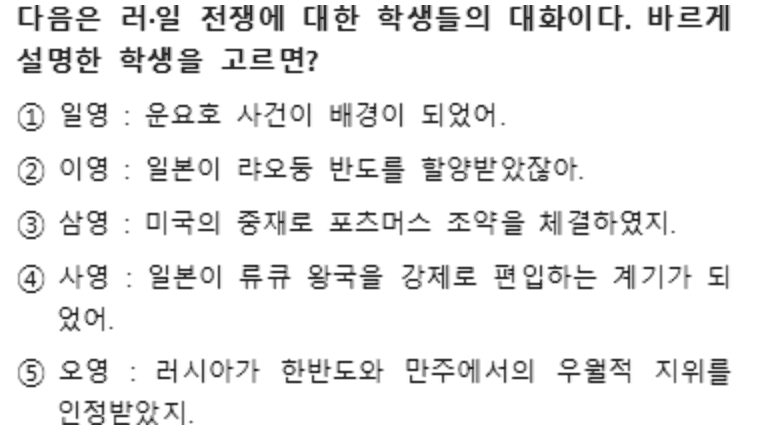 다음은 러·일 전쟁에 대한 학생들의 대화이다. 바르게
설명한 학생을 고르면?
① 일영 : 운요호 사건이 배경이 되었어.
② 이영 : 일본이 랴오둥 반도를 할양받았잖아.
③ 삼영 : 미국의 중재로 포츠머스 조약을 체결하였지.
④ 사영 : 일본이 류큐 왕국을 강제로 편입하는 계기가 되
었어.
⑤ 오영 : 러시아가 한반도와 만주에서의 우월적 지위를
인정받았지.